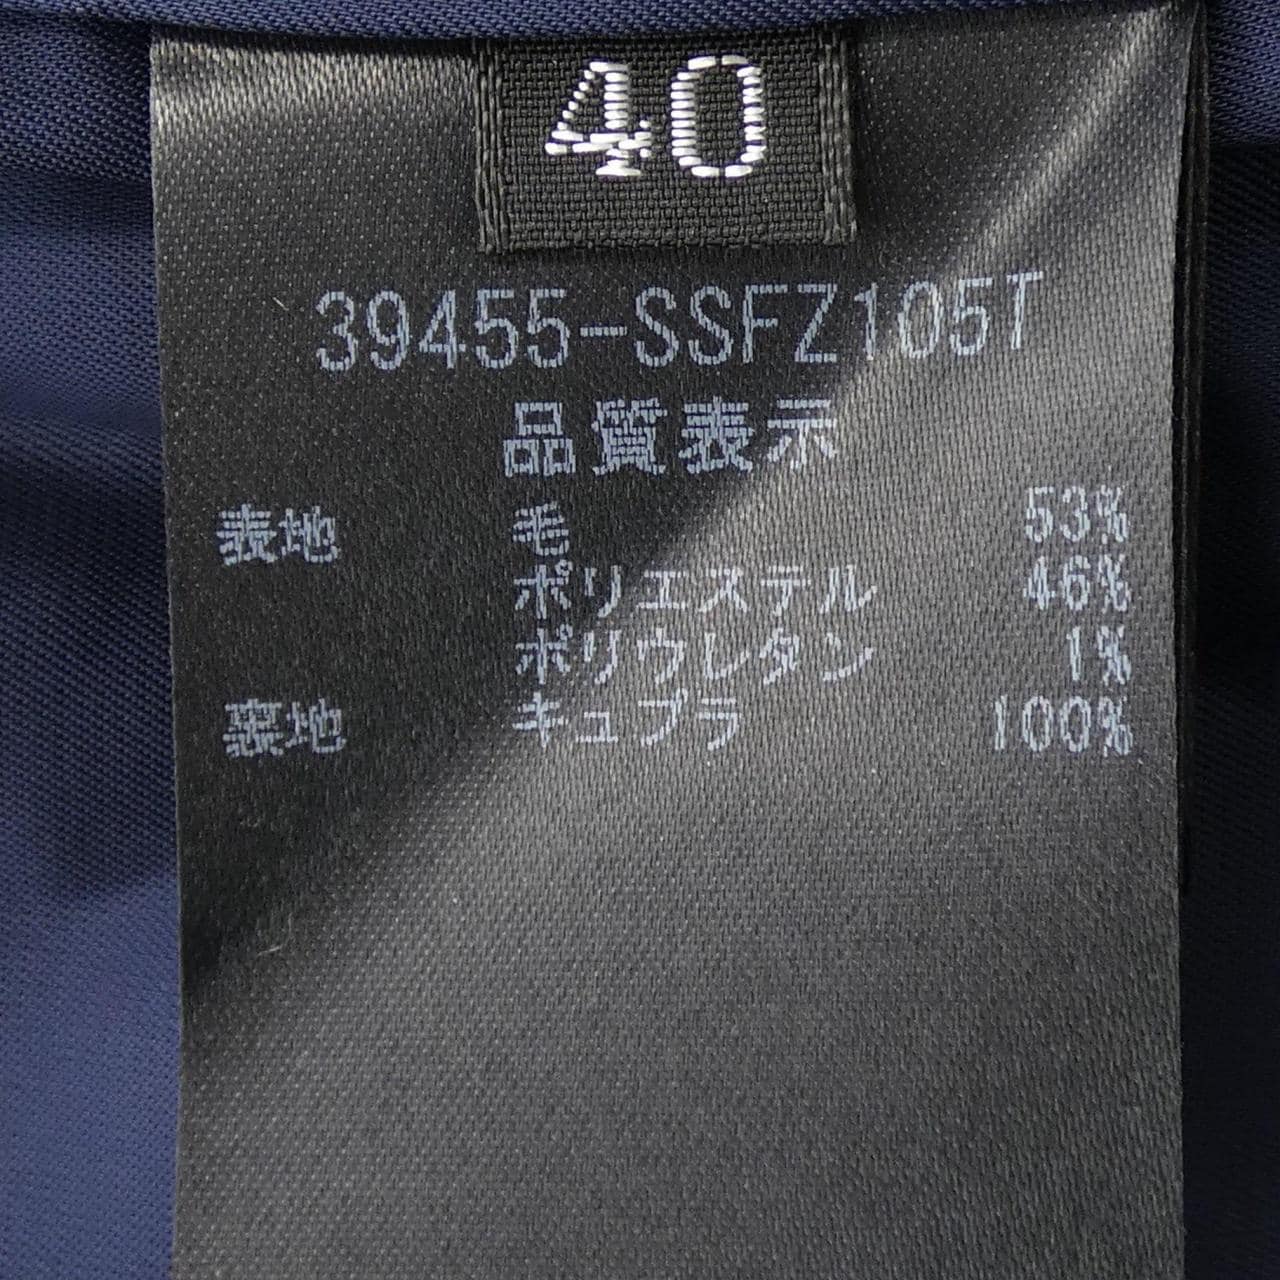 40
39455-SSFZ105T
品質表示
表地 毛 53%
ポリエステル 46%
ポリウレタン 1%
裏地 キュプラ 100%